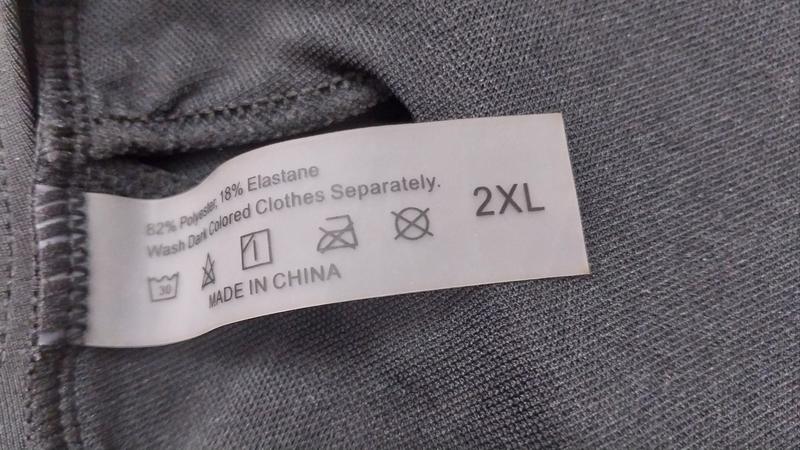 82% Polyester, 18% Elastane
Wash Dark Colored Clothes Separately.
30
MADE IN CHINA
2XL